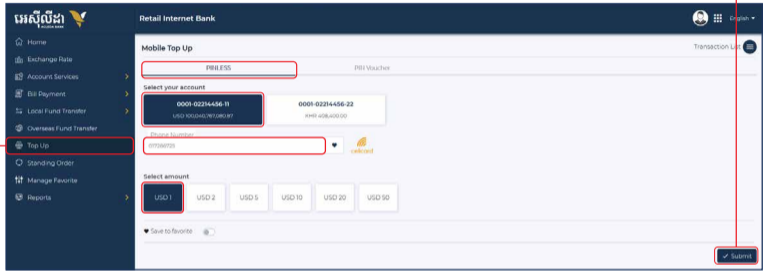 អេស៊ីលីដា
Retail Internet Bank
English
Home
Exchange Rate
Account Services
Bill Payment
Local Fund Transfer
Overseas Fund Transfer
Top Up
Standing Order
Manage Favorite
Reports
Mobile Top Up
Transaction List
PINLESS
PIN Voucher
Select your account
0001-02214456-11
0001-02214456-22
Phone Number
cellcard
Select amount
USD 1
USD 2
USD 5
USD 10
USD 20
USD 50
Save to favorite
Submit